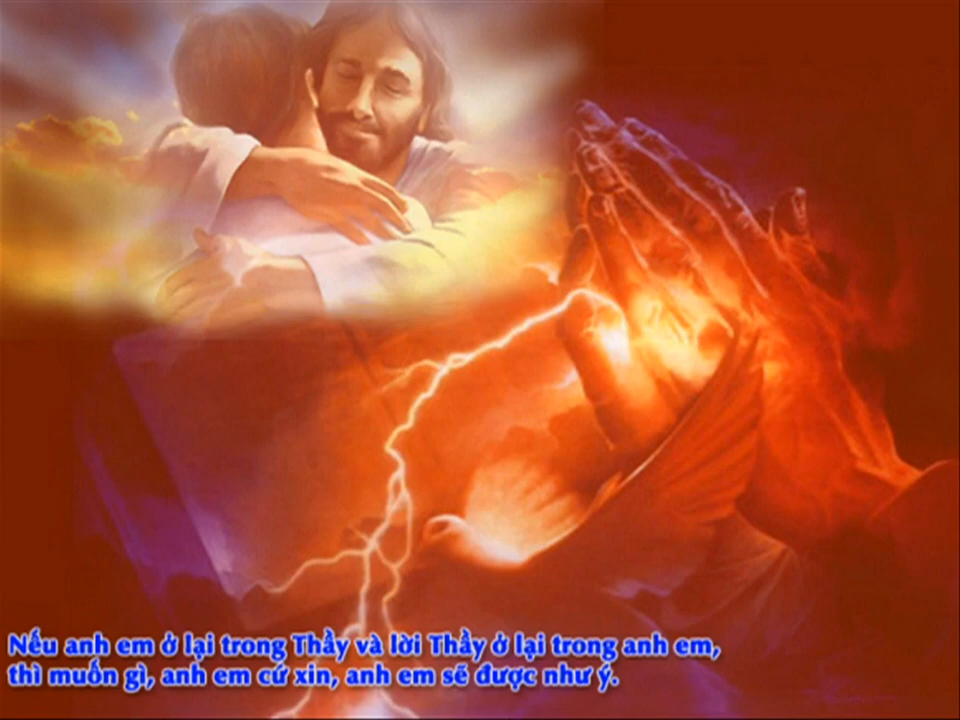 Nếu anh em ở lại trong Thầy và lời Thầy ở lại trong anh em,
thì muốn gì, anh em cứ xin, anh em sẽ được như ý.